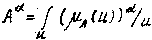 A^α = ∫_u (μ_A(u))^α/u